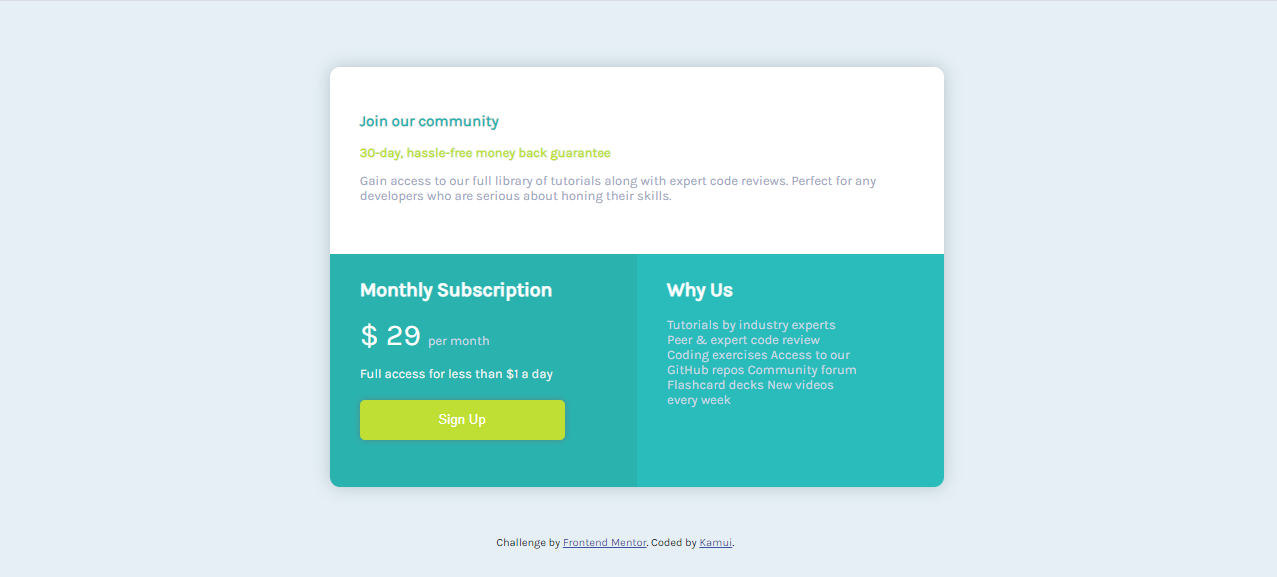 Join our community
30-day, hassle-free money back guarantee
Gain access to our full library of tutorials along with expert code reviews. Perfect for any
developers who are serious about honing their skills.
Monthly Subscription
$ 29 per month
Full access for less than $1 a day
Sign Up
Why Us
Tutorials by industry experts
Peer & expert code review
Coding exercises Access to our
GitHub repos Community forum
Flashcard decks New videos
every week
Challenge by Frontend Mentor. Coded by Kamui.